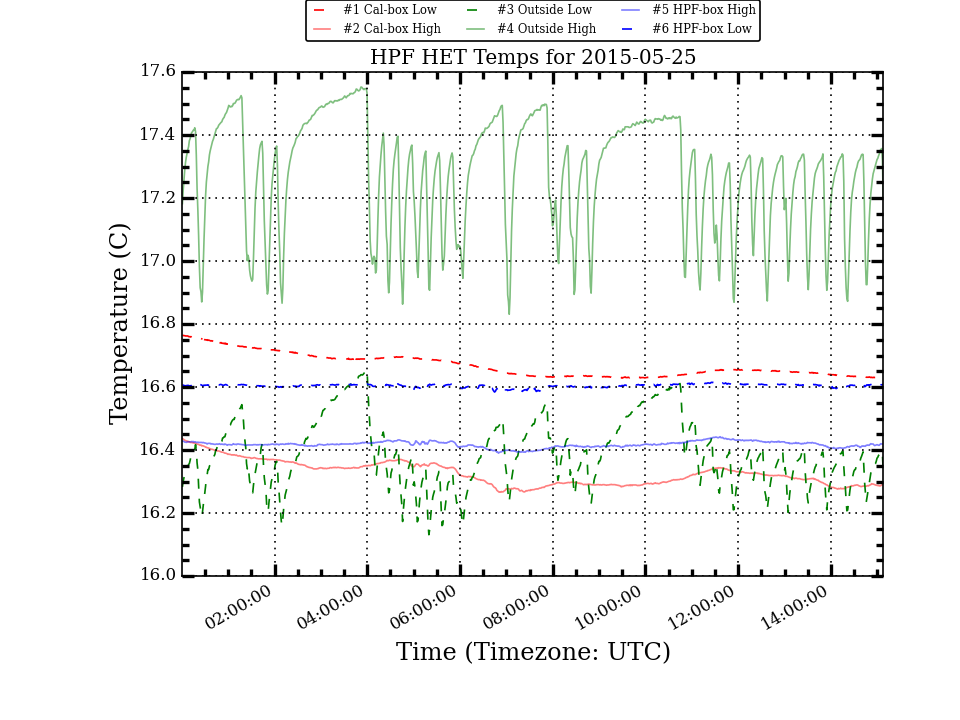 #1 Cal-box Low #3 Outside Low #5 HPF-box High
#2 Cal-box High #4 Outside High #6 HPF-box Low
HPF HET Temps for 2015-05-25
17.6
17.4
17.2
17.0
16.8
16.6
16.4
16.2
16.0
Temperature (C)
02:00:00 04:00:00 06:00:00 08:00:00 10:00:00 12:00:00 14:00:00
Time (Timezone: UTC)